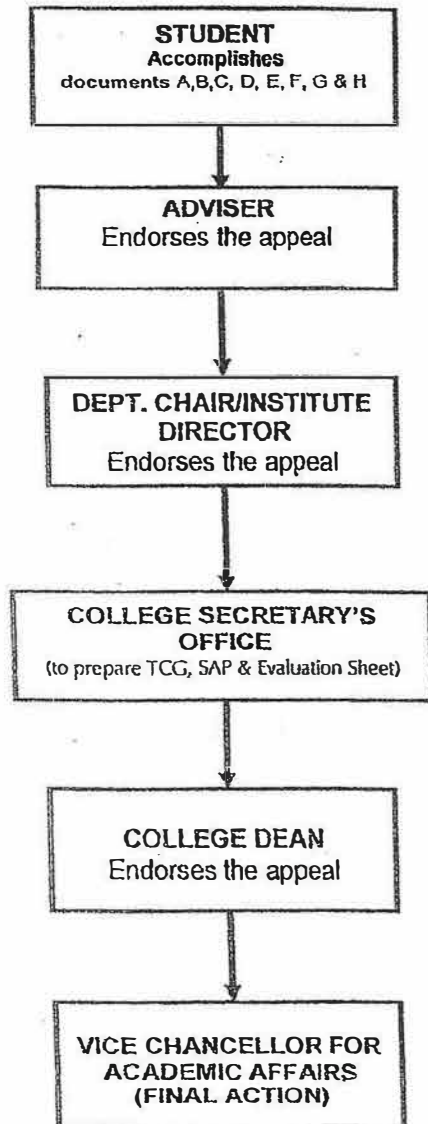 STUDENT
Accomplishes
documents A,B,C, D, E, F, G & H
ADVISER
Endorses the appeal
DEPT. CHAIR/INSTITUTE
DIRECTOR
Endorses the appeal
COLLEGE SECRETARY'S
OFFICE
(to prepare TCG, SAP & Evaluation Sheet)
COLLEGE DEAN
Endorses the appeal
VICE CHANCELLOR FOR
ACADEMIC AFFAIRS
(FINAL ACTION)